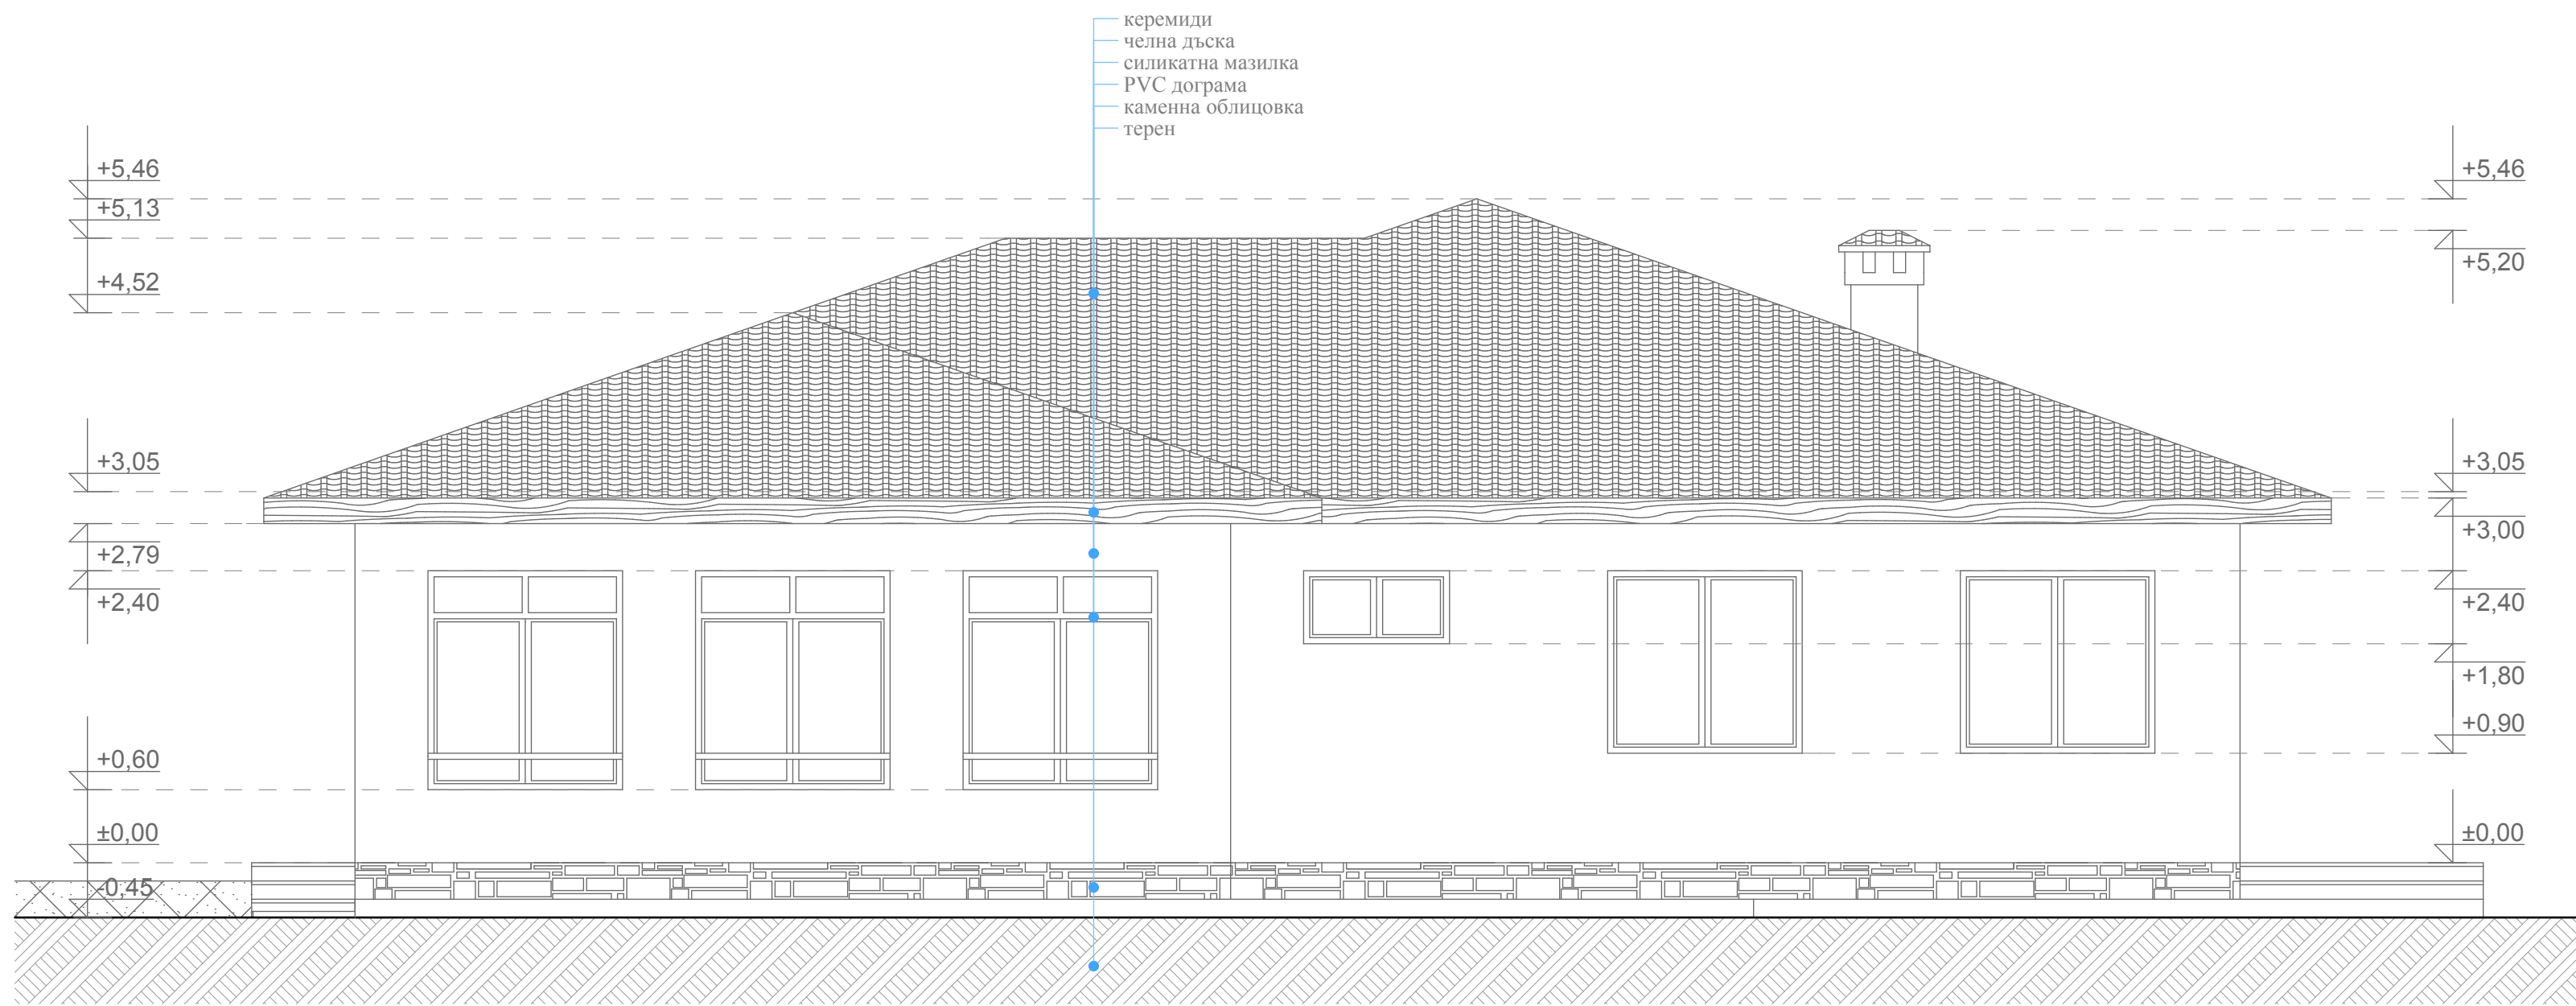 керемиди
челна дъска
силикатна мазилка
PVC дограма
каменна облицовка
терен
+5,46
+5,13
+4,52
+3,05
+2,79
+2,40
+0,60
±0,00
-0,45
+5,46
+5,20
+3,05
+3,00
+2,40
+1,80
+0,90
±0,00